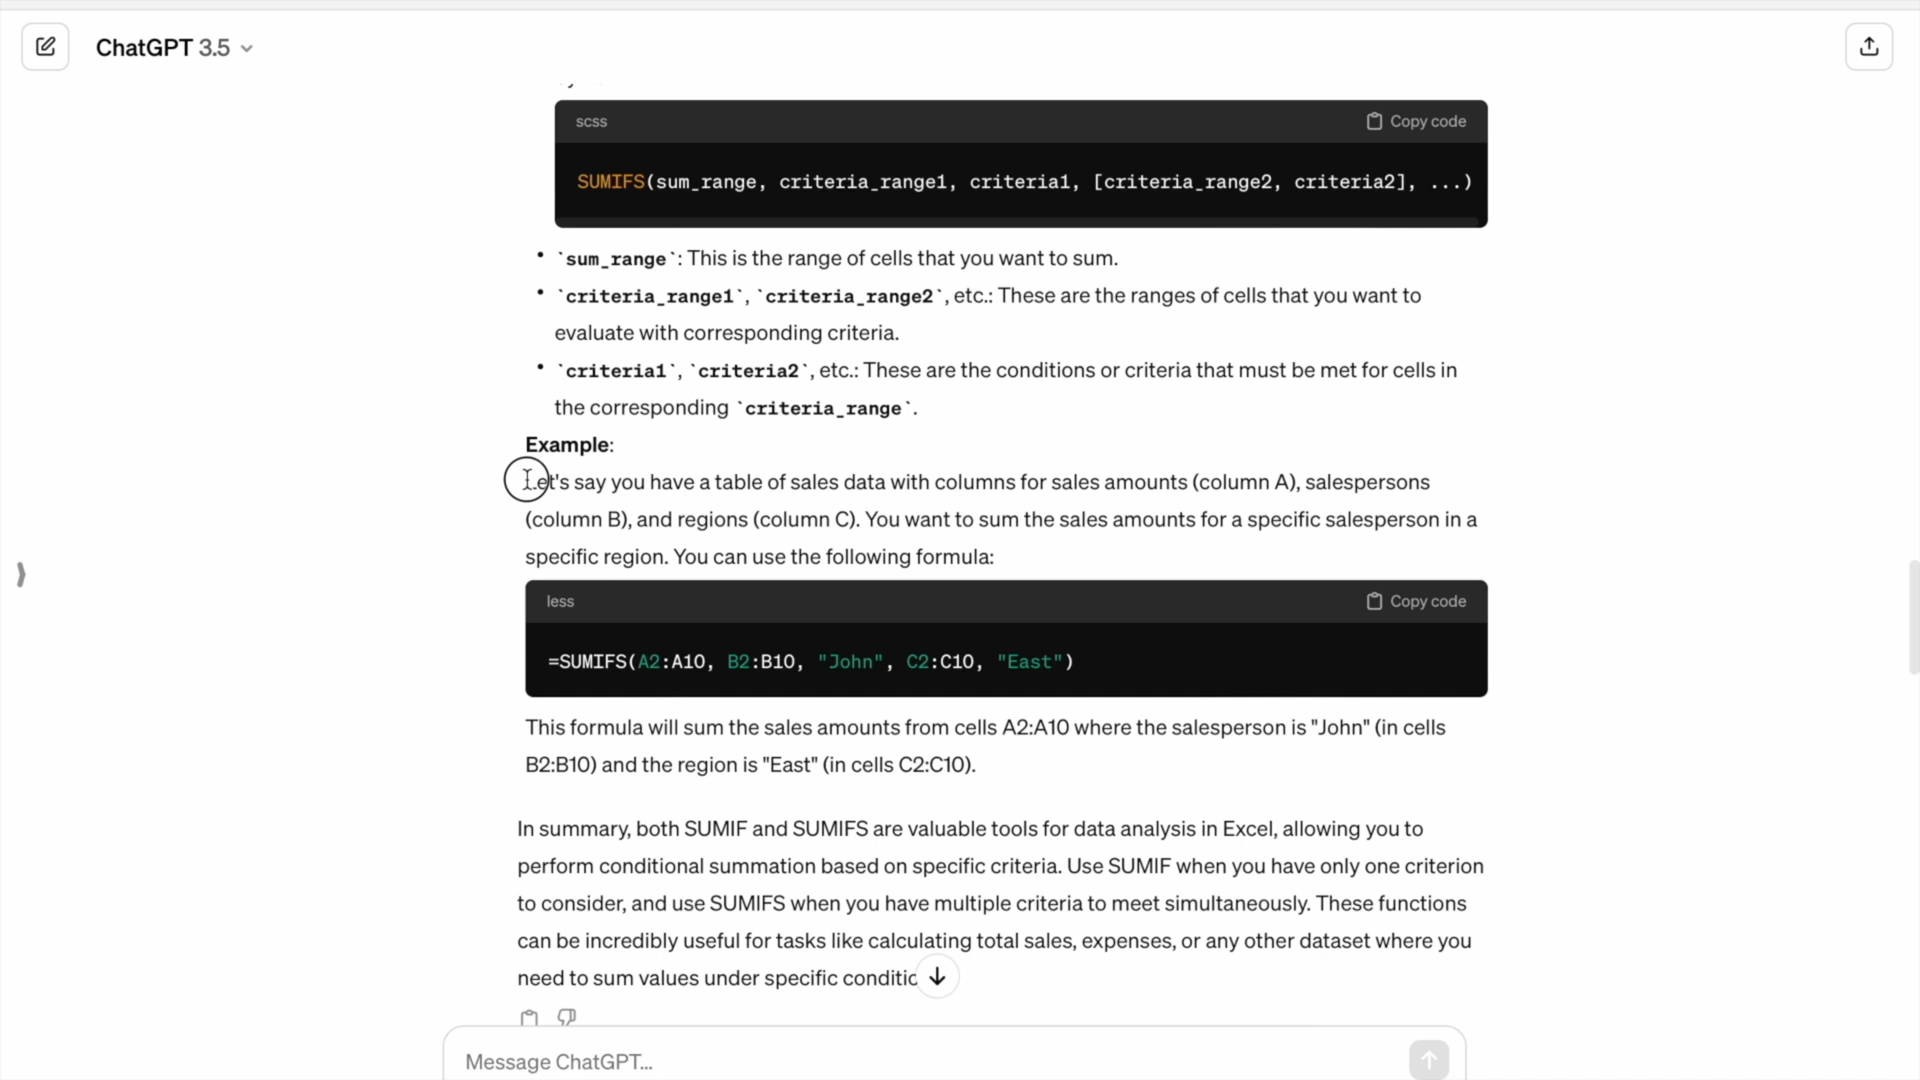 ChatGPT 3.5
scss
Copy code
SUMIFS(sum_range, criteria_range1, criteria1, [criteria_range2, criteria2], ...)
• `sum_range`: This is the range of cells that you want to sum.
• `criteria_range1`, `criteria_range2`, etc.: These are the ranges of cells that you want to
evaluate with corresponding criteria.
• `criteria1`, `criteria2`, etc.: These are the conditions or criteria that must be met for cells in
the corresponding `criteria_range`.
Example:
Let's say you have a table of sales data with columns for sales amounts (column A), salespersons
(column B), and regions (column C). You want to sum the sales amounts for a specific salesperson in a
specific region. You can use the following formula:
less
Copy code
=SUMIFS(A2:A10, B2:B10, "John", C2:C10, "East")
This formula will sum the sales amounts from cells A2:A10 where the salesperson is "John" (in cells
B2:B10) and the region is "East" (in cells C2:C10).
In summary, both SUMIF and SUMIFS are valuable tools for data analysis in Excel, allowing you to
perform conditional summation based on specific criteria. Use SUMIF when you have only one criterion
to consider, and use SUMIFS when you have multiple criteria to meet simultaneously. These functions
can be incredibly useful for tasks like calculating total sales, expenses, or any other dataset where you
need to sum values under specific conditio
Message ChatGPT...